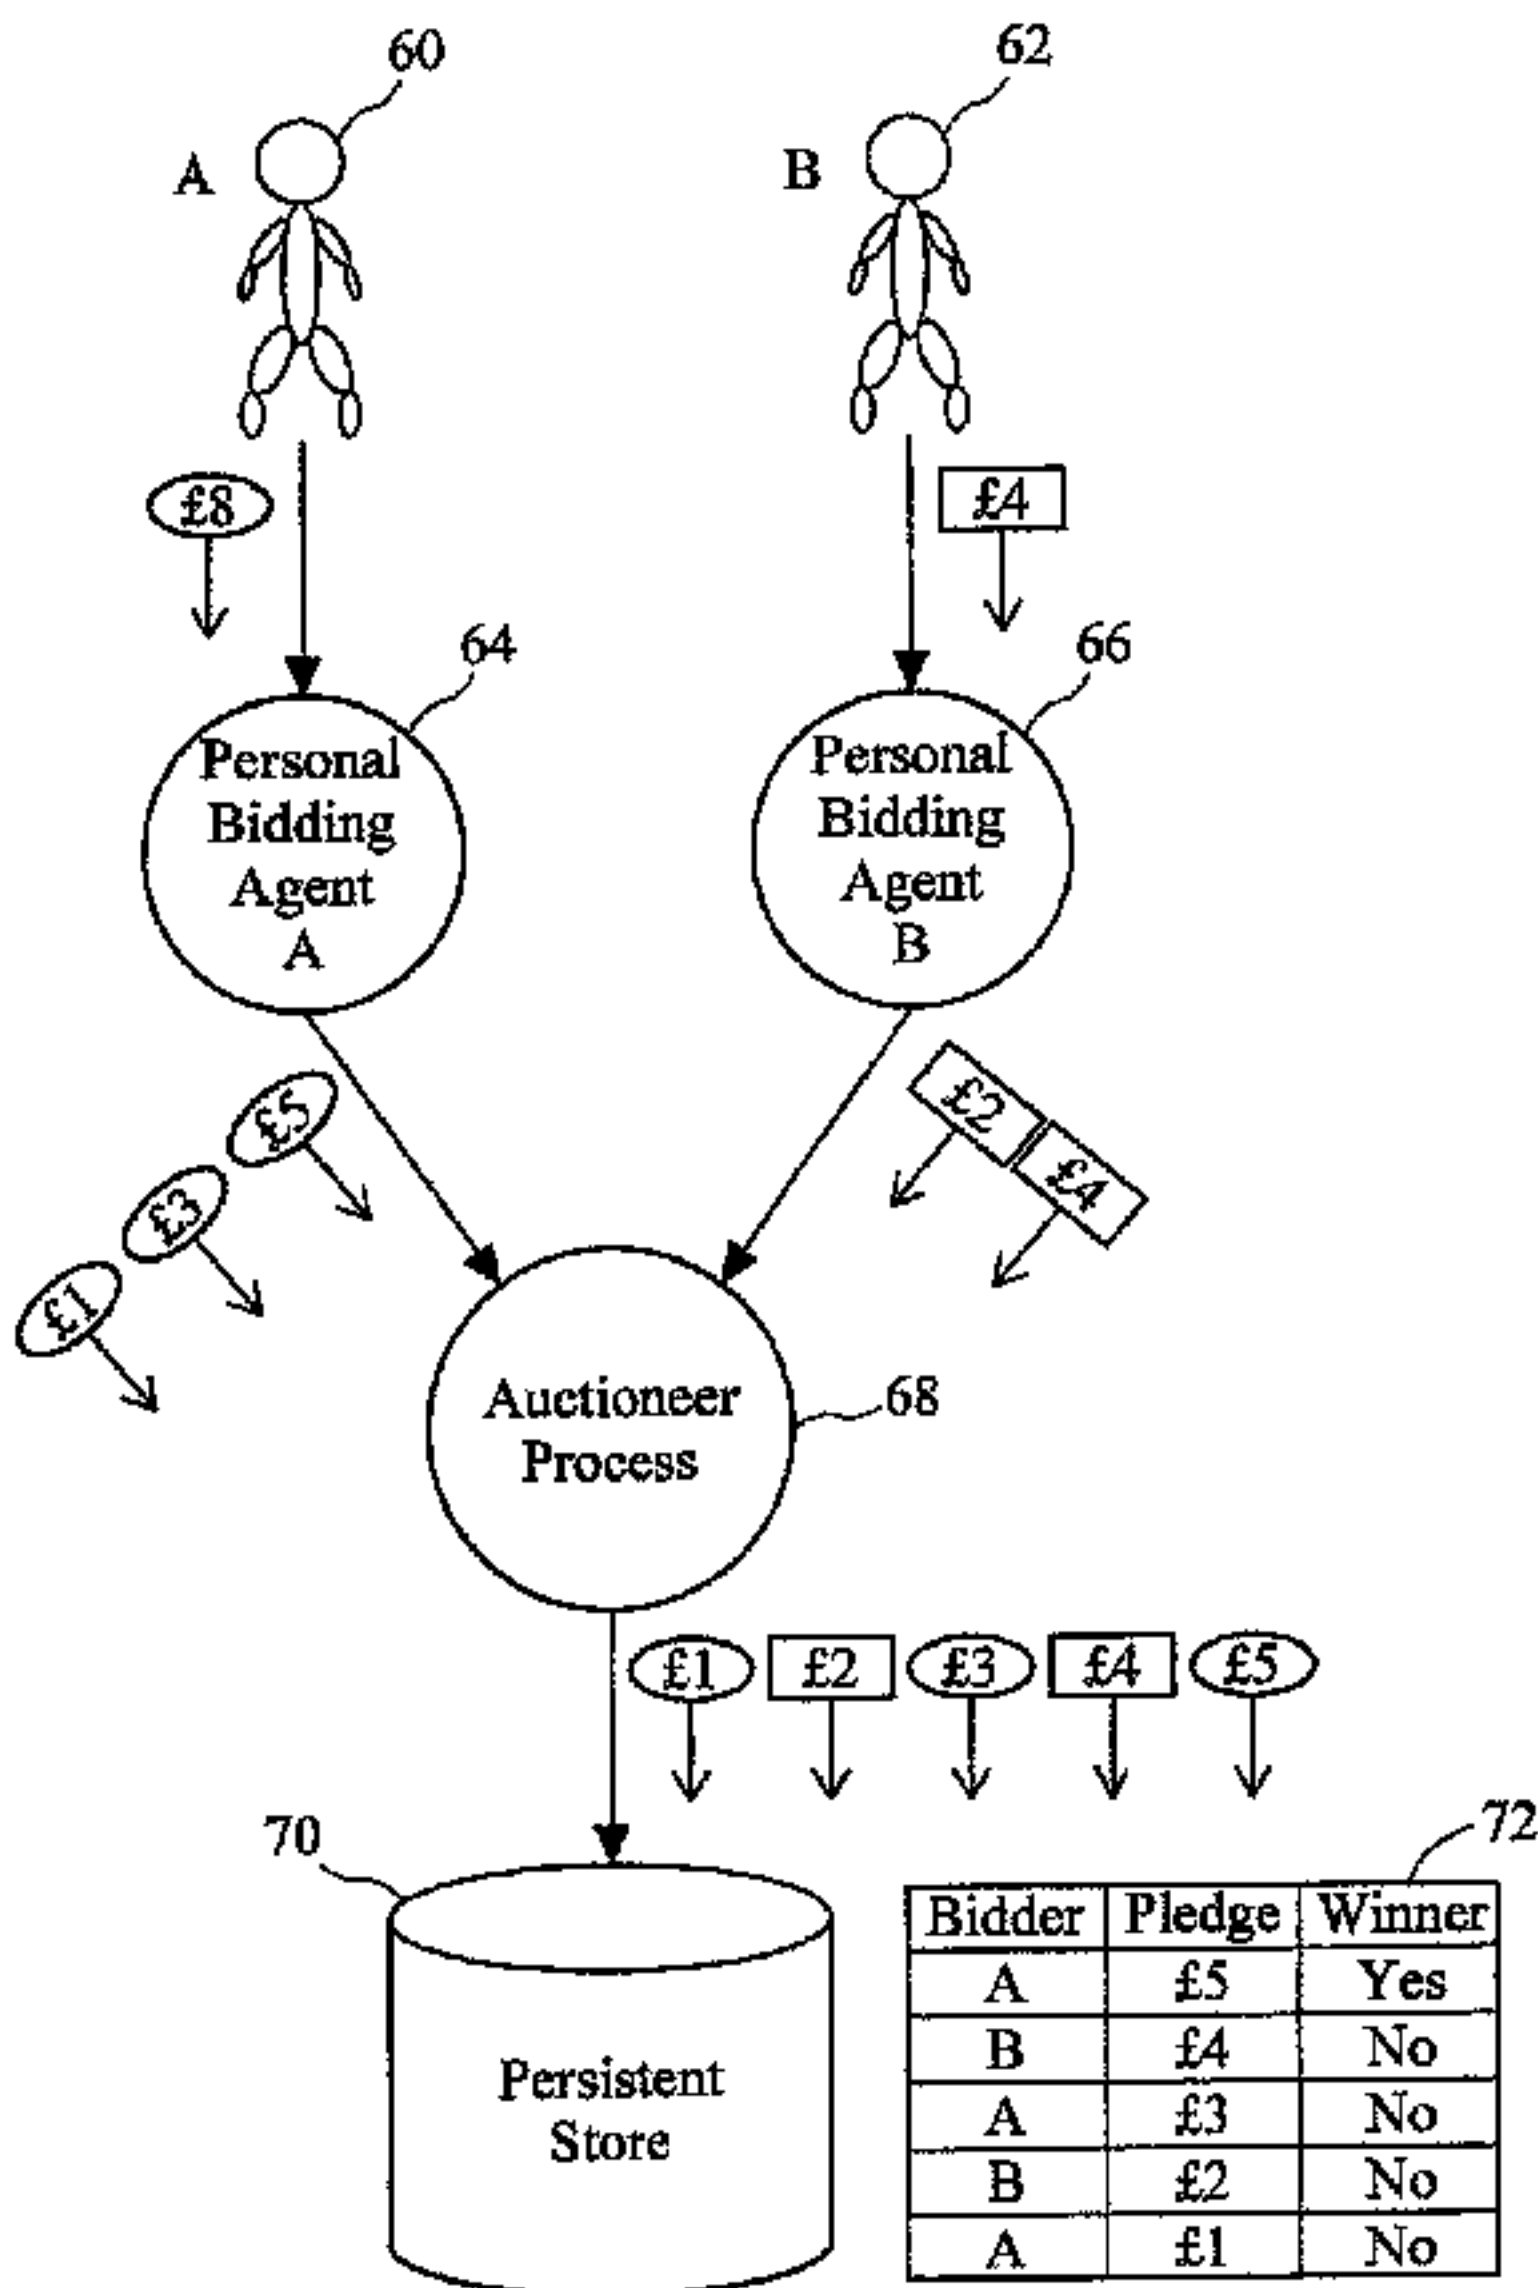 60
62
A
B
£8
£4
64
66
Personal
Bidding
Agent
A
Personal
Bidding
Agent
B
£5
£3
£1
£2
£4
Auctioneer
Process
68
£1 £2 £3 £4 £5
70
72
Persistent
Store
Bidder Pledge Winner
A £5 Yes
B £4 No
A £3 No
B £2 No
A £1 No